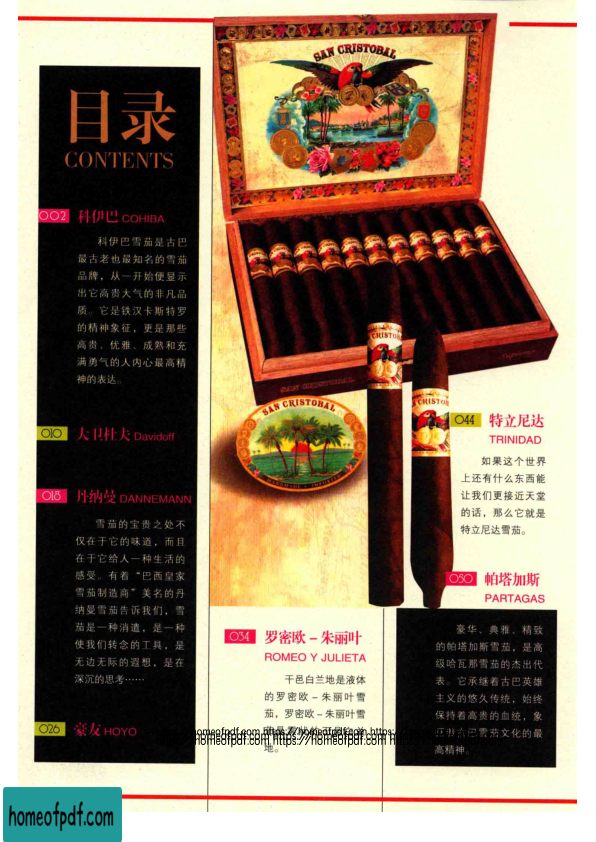 目录
CONTENTS
002 科伊巴 COHIBA
科伊巴雪茄是古巴
最古老也最知名的雪茄
品牌，从一开始便显示
出它高贵大气的非凡品
质。它是铁汉卡斯特罗
的精神象征，更是那些
高贵、优雅、成熟和充
满勇气的人内心最高精
神的表达。
010 大卫杜夫 Davidoff
018 丹纳曼 DANNEMANN
雪茄的宝贵之处不
仅在于它的味道，而且
在于它给人一种生活的
感受。有着“巴西皇家
雪茄制造商”美名的丹
纳曼雪茄告诉我们，雪
茄是一种消遣，是一种
使我们转念的工具，是
无边无际的遐想，是在
深沉的思考……
026 豪友 HOYO
SAN CRISTOBAL
SAN CRISTOBAL
SAN CRISTOBAL
034 罗密欧－朱丽叶
ROMEO Y JULIETA
干邑白兰地是液体
的罗密欧－朱丽叶雪
茄，罗密欧－朱丽叶雪
地。
044 特立尼达
TRINIDAD
如果这个世界
上还有什么东西能
让我们更接近天堂
的话，那么它就是
特立尼达雪茄。
050 帕塔加斯
PARTAGAS
豪华、典雅、精致
的帕塔加斯雪茄，是高
级哈瓦那雪茄的杰出代
表。它承继着古巴英雄
主义的悠久传统，始终
保持着高贵的血统，象
征着古巴雪茄文化的最
高精神。
homeofpdf.com https://homeofpdf.com https://homeofpdf.com
homeofpdf.com https://homeofpdf.com
homeofpdf.com